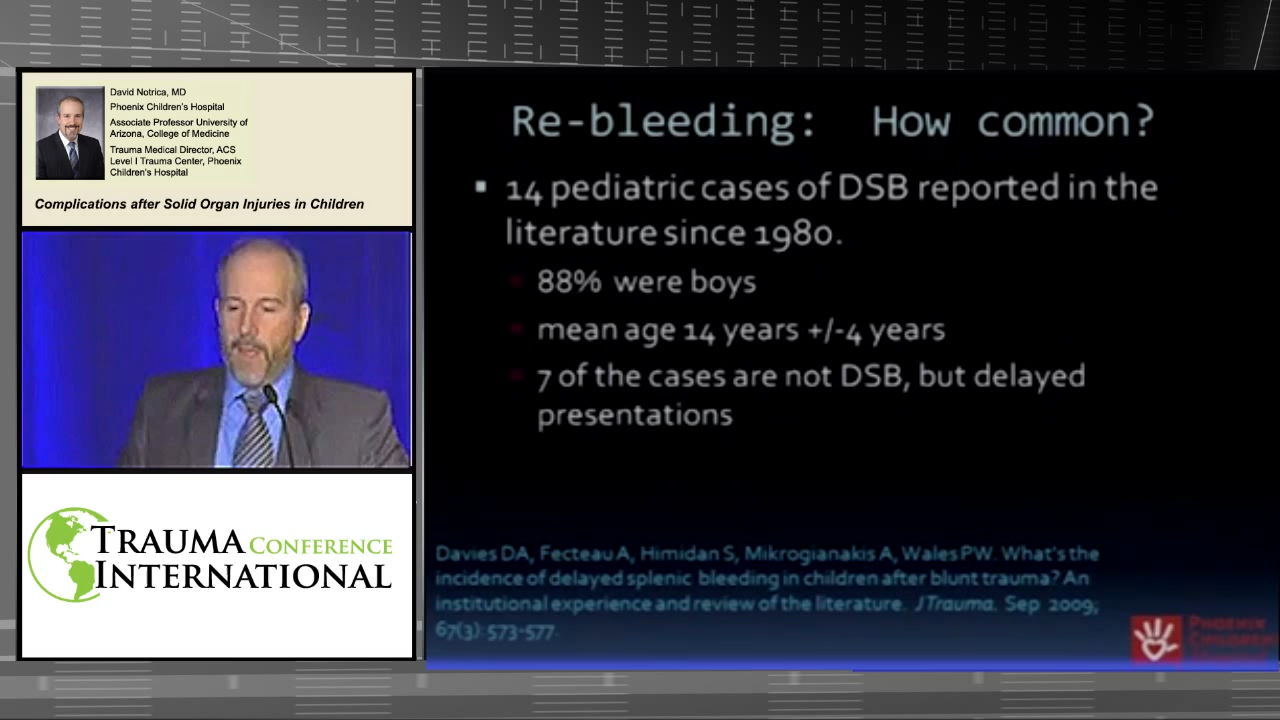 David Notrica, MD
Phoenix Children's Hospital
Associate Professor University of
Arizona, College of Medicine
Trauma Medical Director, ACS
Level I Trauma Center, Phoenix
Children's Hospital
Complications after Solid Organ Injuries in Children
TRAUMA CONFERENCE
INTERNATIONAL
Re-bleeding: How common?
14 pediatric cases of DSB reported in the
literature since 1980.
88% were boys
mean age 14 years +/-4 years
7 of the cases are not DSB, but delayed
presentations
Davies DA, Fecteau A, Himidan S, Mikrogianakis A, Wales PW. What's the
incidence of delayed splenic bleeding in children after blunt trauma? An
institutional experience and review of the literature. J Trauma. Sep 2009;
67(3):573-577.
PHOENIX
CHILDREN'S